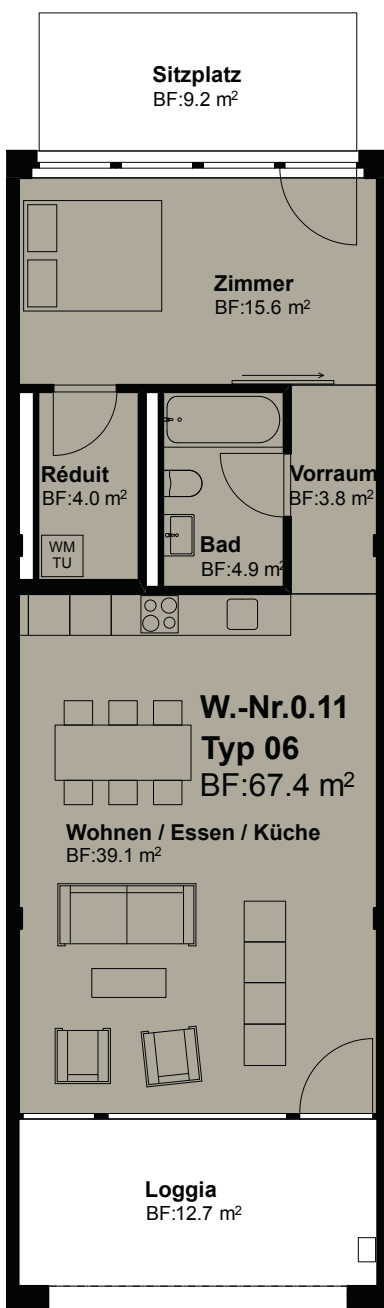 Sitzplatz
BF:9.2 m²
Zimmer
BF:15.6 m²
Réduit
BF:4.0 m²
WM
TU
Vorraum
BF:3.8 m²
Bad
BF:4.9 m²
W.-Nr.0.11
Typ 06
BF:67.4 m²
Wohnen / Essen / Küche
BF:39.1 m²
Loggia
BF:12.7 m²